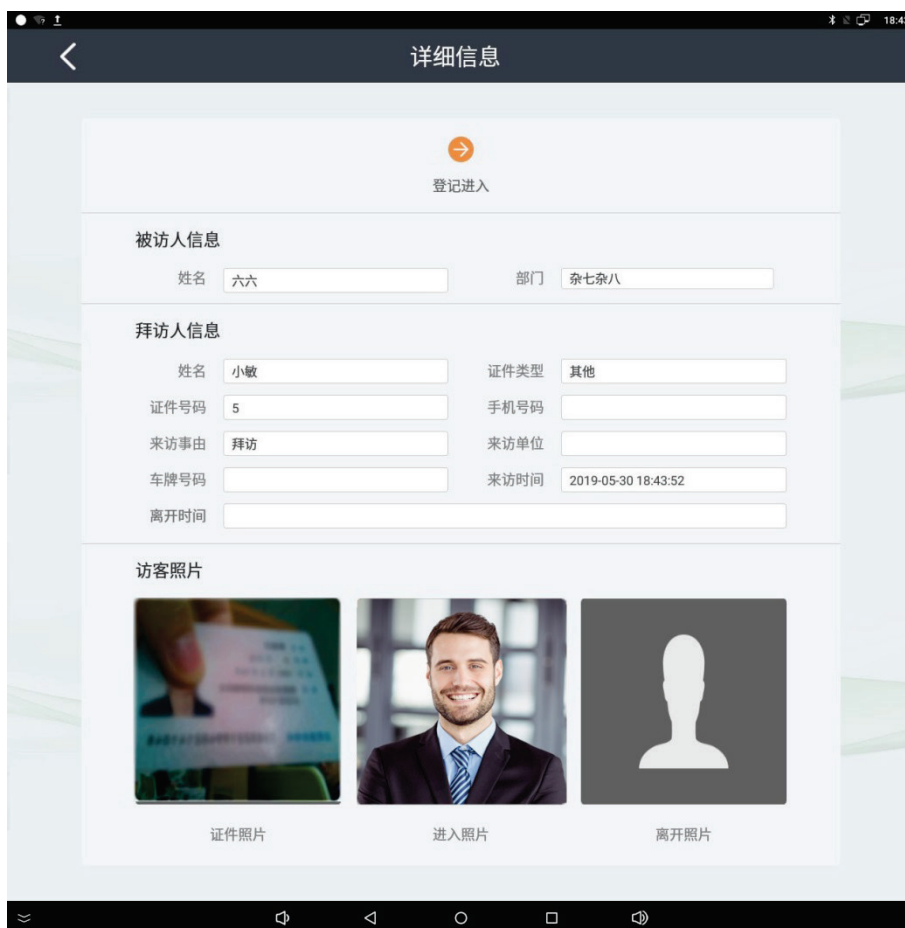 18:43
详细信息
登记进入
被访人信息
姓名 六六 部门 杂七杂八
拜访人信息
姓名 小敏 证件类型 其他
证件号码 5 手机号码
来访事由 拜访 来访单位
车牌号码 来访时间 2019-05-30 18:43:52
离开时间
访客照片
证件照片 进入照片 离开照片